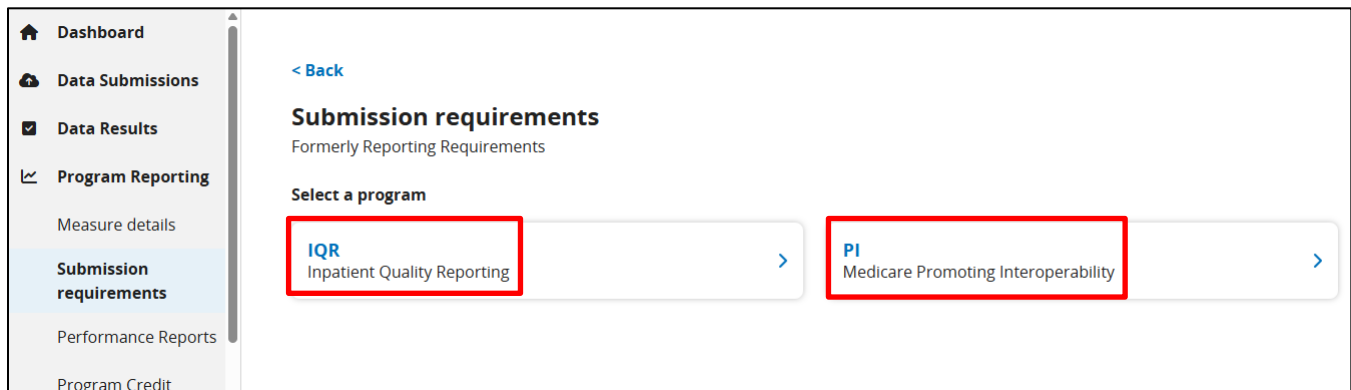 Dashboard
Data Submissions
Data Results
Program Reporting
Measure details
Submission
requirements
Performance Reports
Program Credit
< Back
Submission requirements
Formerly Reporting Requirements
Select a program
IQR
Inpatient Quality Reporting
PI
Medicare Promoting Interoperability